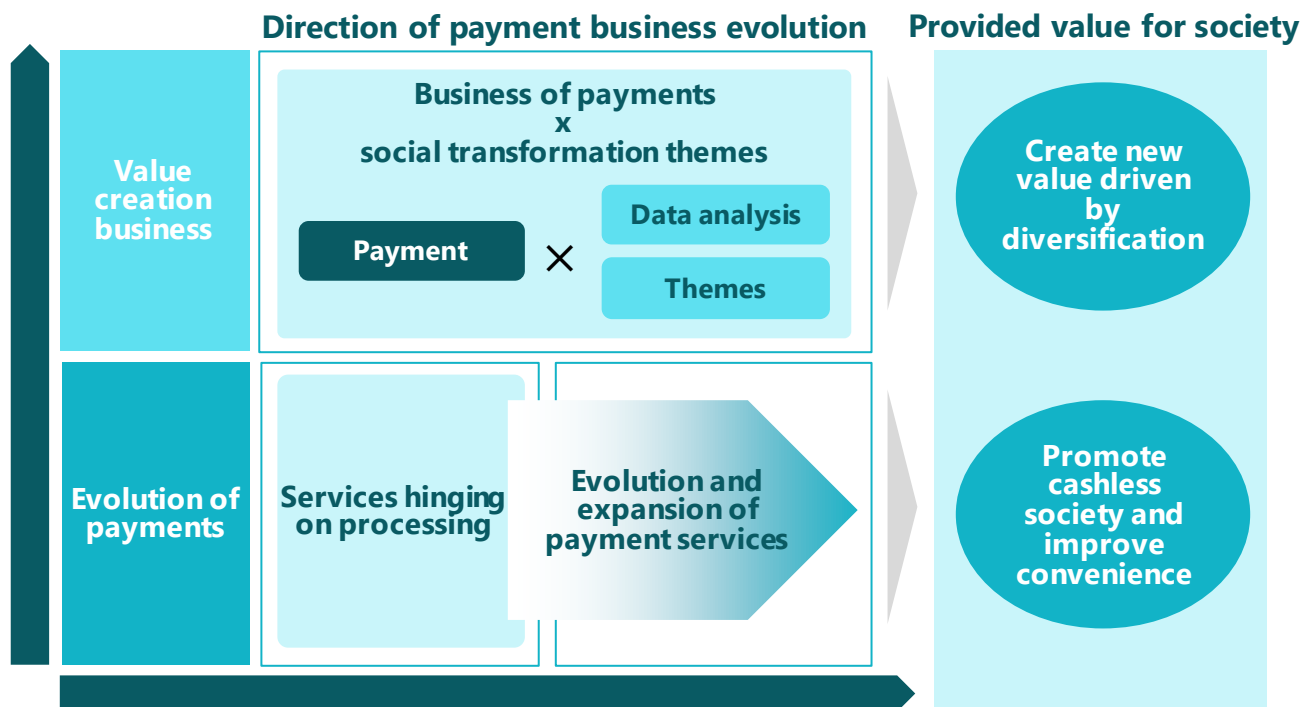 Direction of payment business evolution
Provided value for society
Value
creation
business
Business of payments
x
social transformation themes
Payment
×
Data analysis
Themes
Create new
value driven
by
diversification
Evolution of
payments
Services hinging
on processing
Evolution and
expansion of
payment services
Promote
cashless
society and
improve
convenience